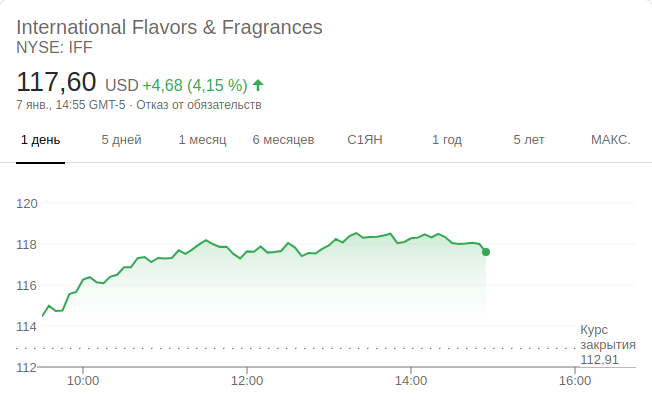 International Flavors & Fragrances
NYSE: IFF
117,60 USD +4,68 (4,15 %)
7 янв., 14:55 GMT-5 · Отказ от обязательств
1 день 5 дней 1 месяц 6 месяцев С1ЯН 1 год 5 лет МАКС.
120
118
116
114
Курс
закрытия
112,91
112
10:00 12:00 14:00 16:00